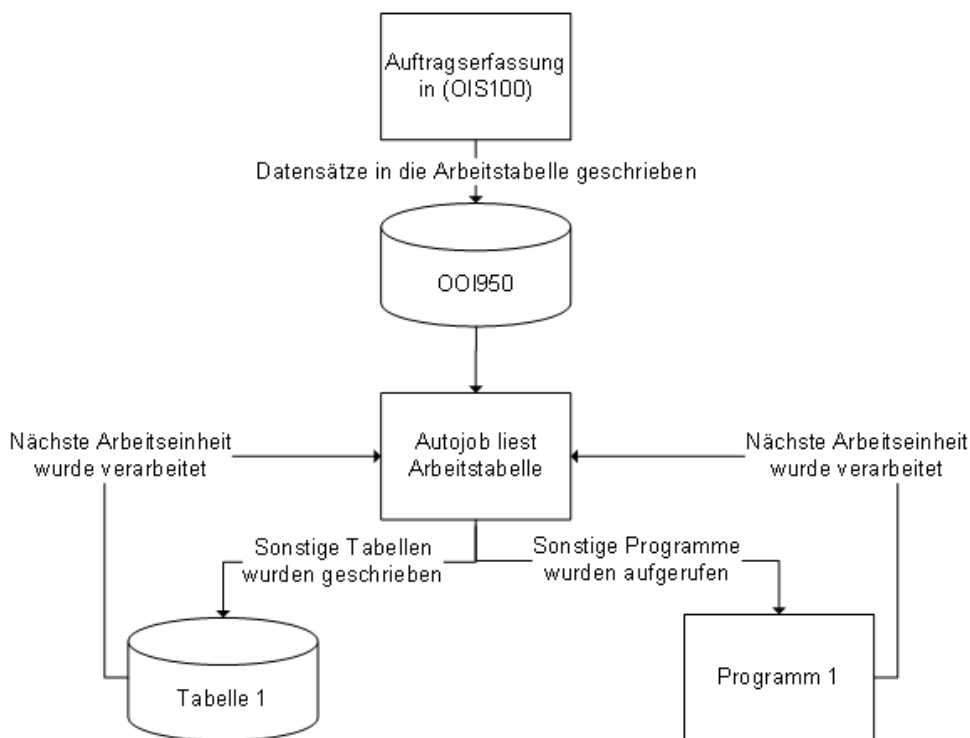 Auftragserfassung
in (OIS100)
Datensätze in die Arbeitstabelle geschrieben
OOI950
Autojob liest
Arbeitstabelle
Nächste Arbeitseinheit
wurde verarbeitet
Nächste Arbeitseinheit
wurde verarbeitet
Sonstige Tabellen
wurden geschrieben
Sonstige Programme
wurden aufgerufen
Tabelle 1
Programm 1